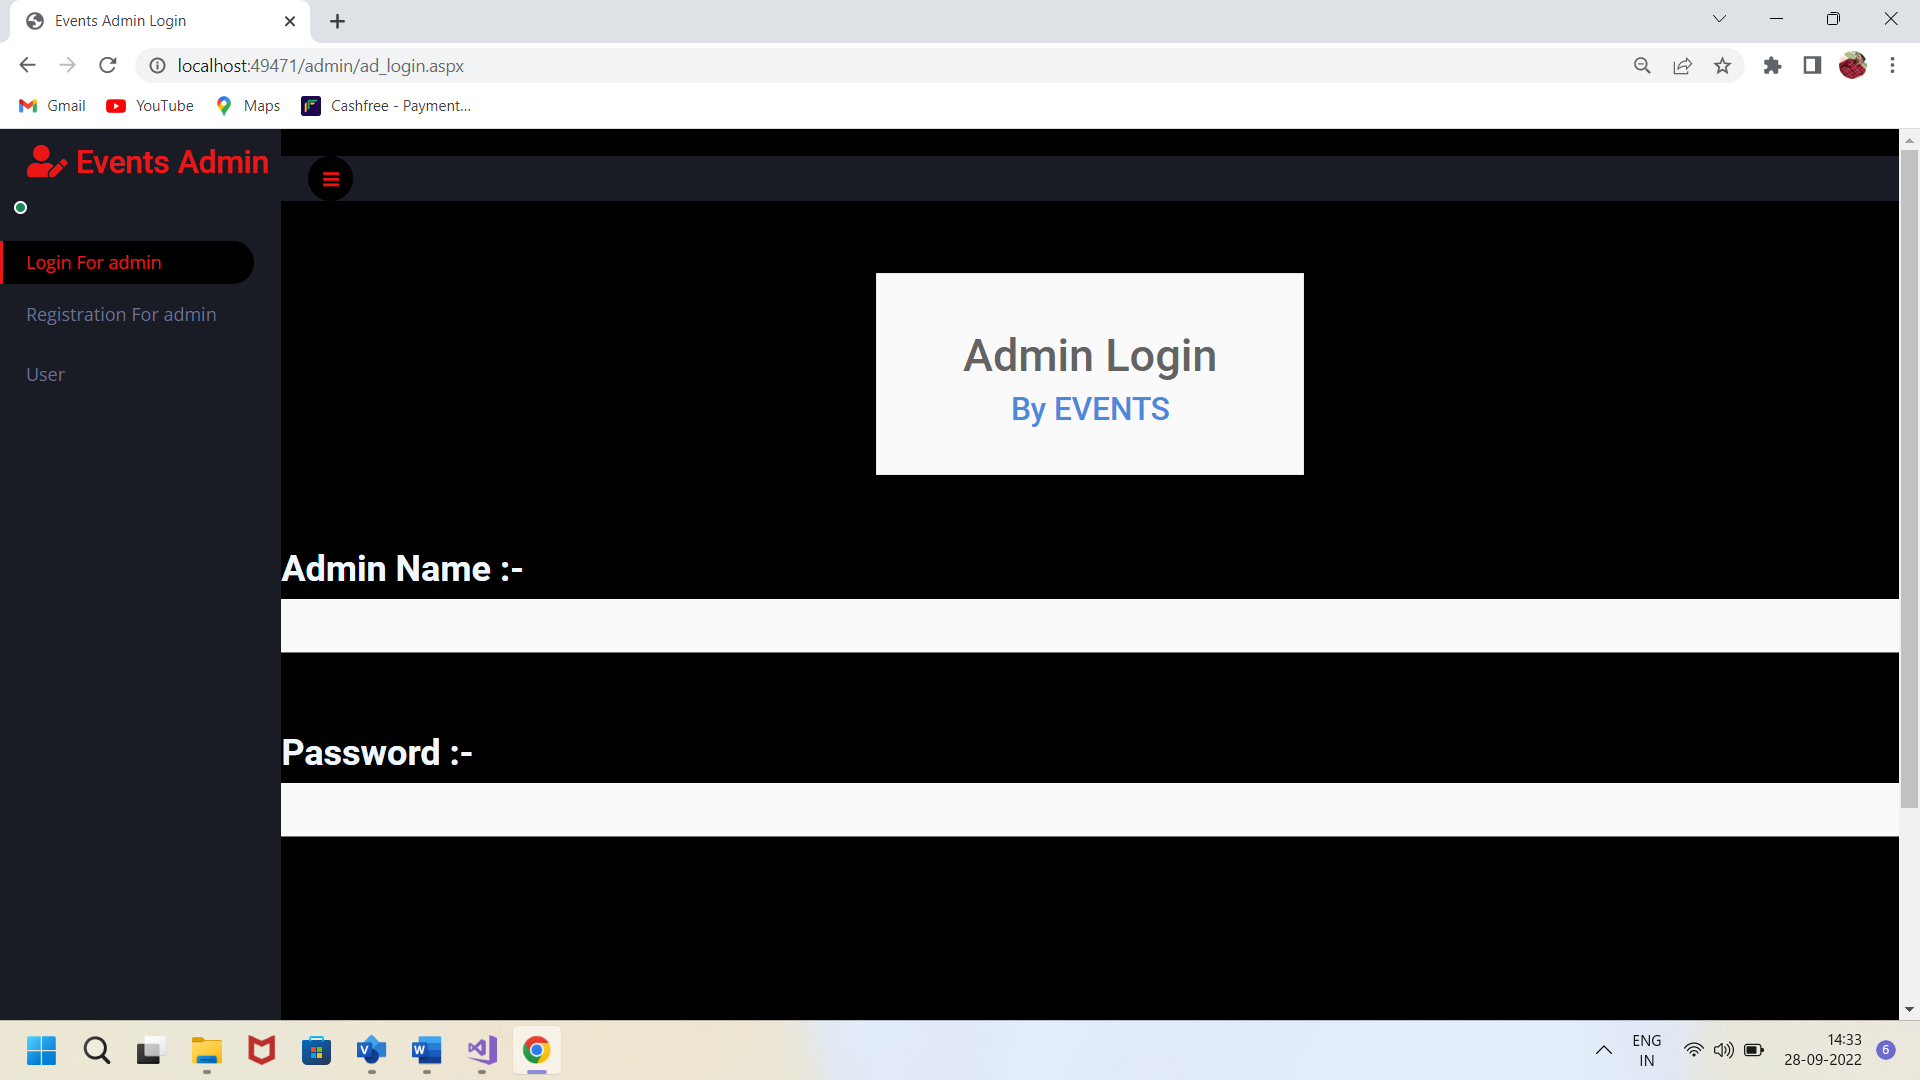 Events Admin Login
localhost:49471/admin/ad_login.aspx
Gmail
YouTube
Maps
Cashfree - Payment...
Events Admin
Login For admin
Registration For admin
User
Admin Login
By EVENTS
Admin Name :-
Password :-
ENG
IN
14:33
28-09-2022
6